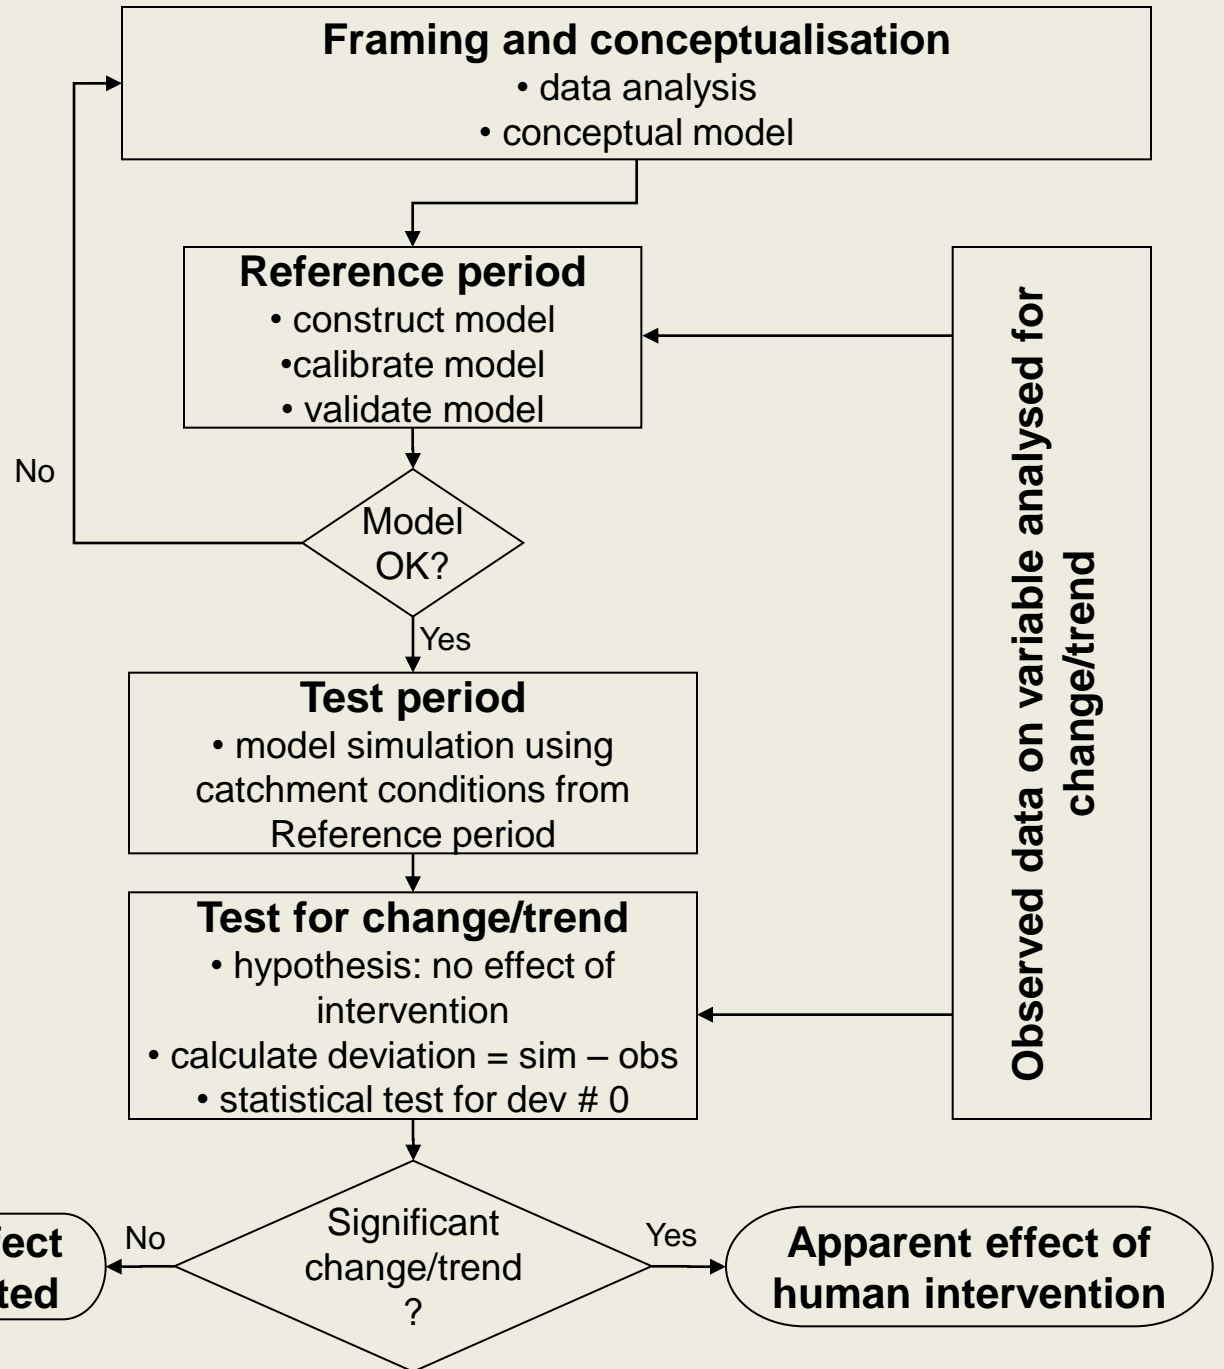 Framing and conceptualisation
• data analysis
• conceptual model
Reference period
• construct model
•calibrate model
• validate model
Observed data on variable analysed for
change/trend
No
Model
OK?
Yes
Test period
• model simulation using
catchment conditions from
Reference period
Test for change/trend
• hypothesis: no effect of
intervention
• calculate deviation = sim – obs
• statistical test for dev # 0
No
Significant
change/trend
?
Yes
Apparent effect of
human intervention